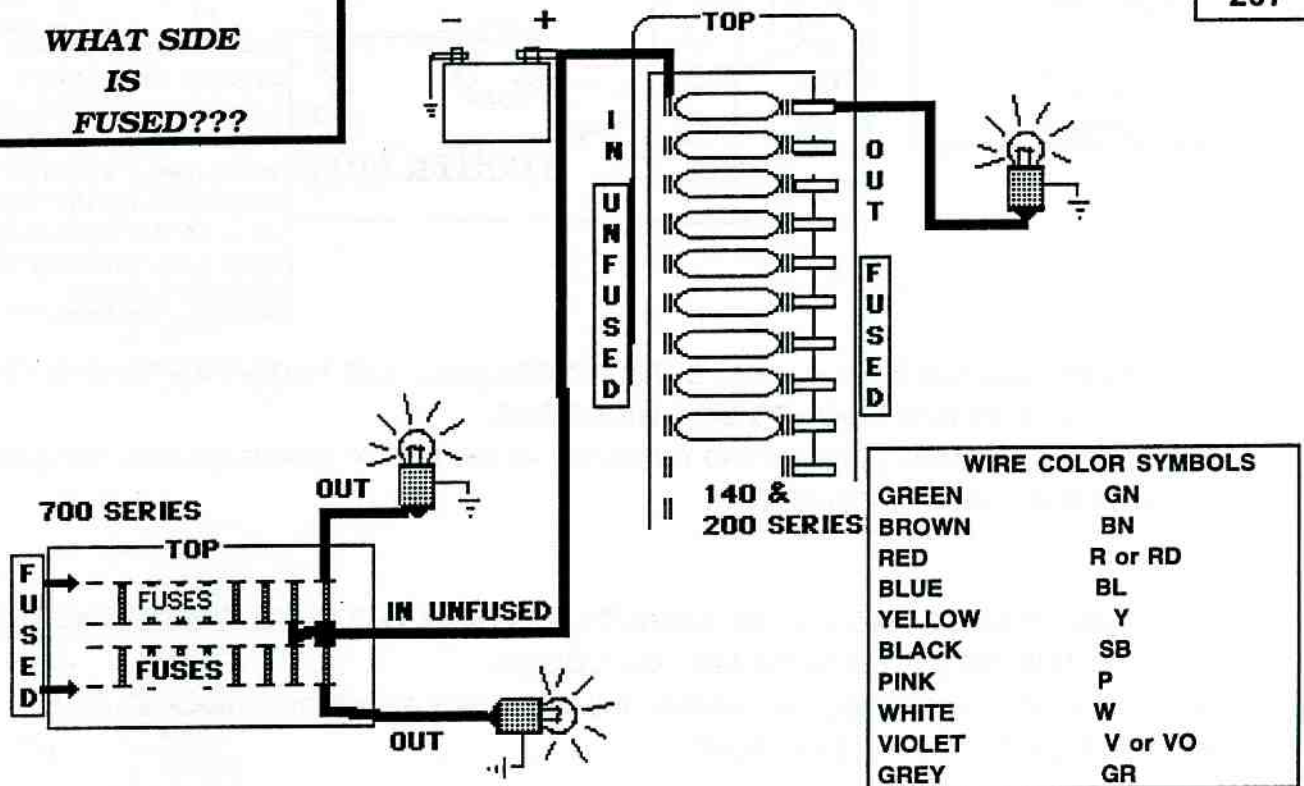 WHAT SIDE
IS
FUSED???
- +
TOP
IN UNFUSED
OUT FUSED
140 &
200 SERIES
700 SERIES
TOP
FUSED
FUSES
FUSES
OUT
IN UNFUSED
OUT
WIRE COLOR SYMBOLS
GREEN GN
BROWN BN
RED R or RD
BLUE BL
YELLOW Y
BLACK SB
PINK P
WHITE W
VIOLET V or VO
GREY GR